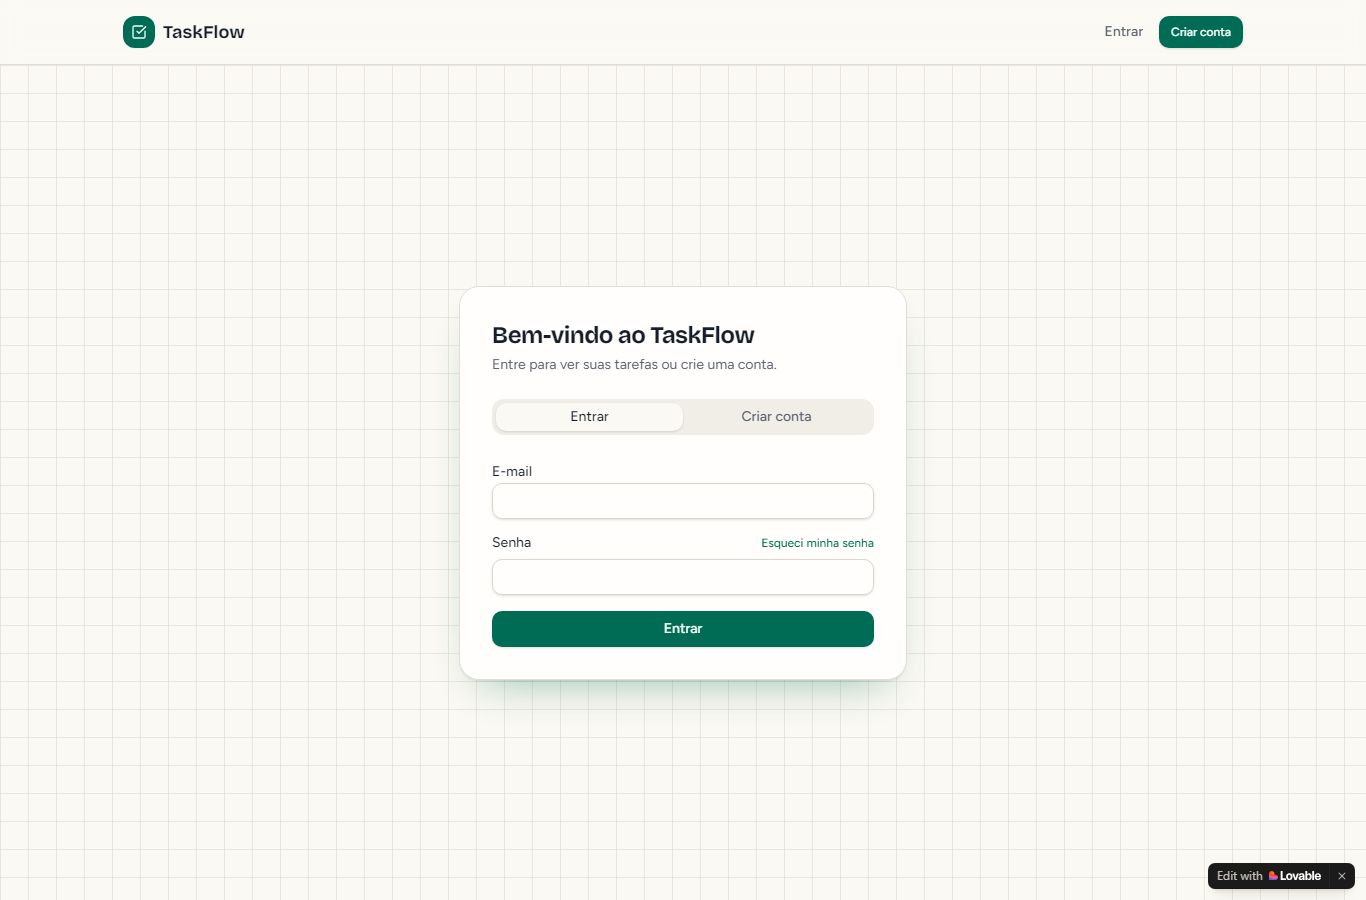 TaskFlow
Entrar
Criar conta
Bem-vindo ao TaskFlow
Entre para ver suas tarefas ou crie uma conta.
Entrar
Criar conta
E-mail
Senha
Esqueci minha senha
Entrar
Edit with Lovable